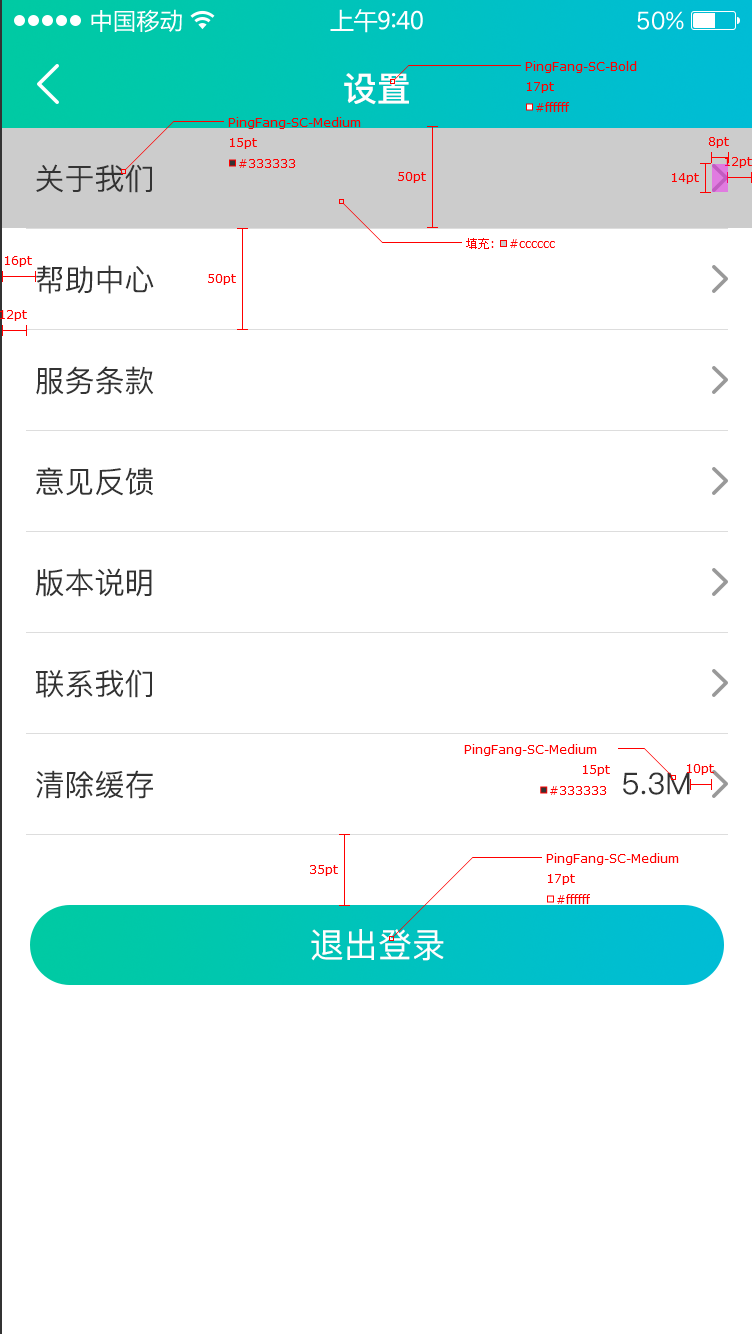 中国移动 上午9:40 50%
设置
PingFang-SC-Bold
17pt
#ffffff
关于我们
PingFang-SC-Medium
15pt
#333333
50pt
8pt
14pt
12pt
填充: #cccccc
帮助中心
16pt
50pt
12pt
服务条款
意见反馈
版本说明
联系我们
清除缓存
PingFang-SC-Medium
15pt
#333333
5.3M
10pt
35pt
PingFang-SC-Medium
17pt
#ffffff
退出登录